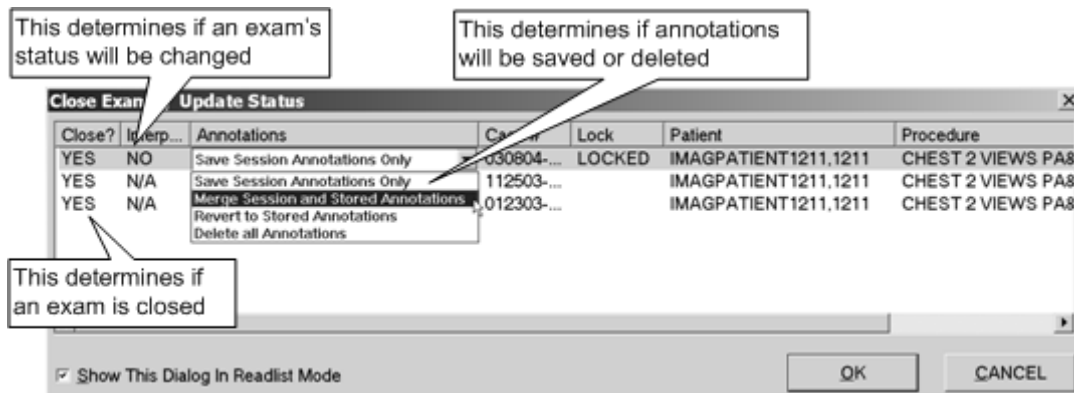 This determines if an exam's
status will be changed
This determines if annotations
will be saved or deleted
Close Exam Update Status
Close? Interp... Annotations Lock Patient Procedure
YES NO Save Session Annotations Only 030804-... LOCKED IMAGPATIENT1211,1211 CHEST 2 VIEWS PA&
YES N/A Save Session Annotations Only 112503-... IMAGPATIENT1211,1211 CHEST 2 VIEWS PA&
YES N/A Merge Session and Stored Annotations 012303-... IMAGPATIENT1211,1211 CHEST 2 VIEWS PA&
Revert to Stored Annotations
Delete all Annotations
This determines if
an exam is closed
Show This Dialog In Readlist Mode OK CANCEL